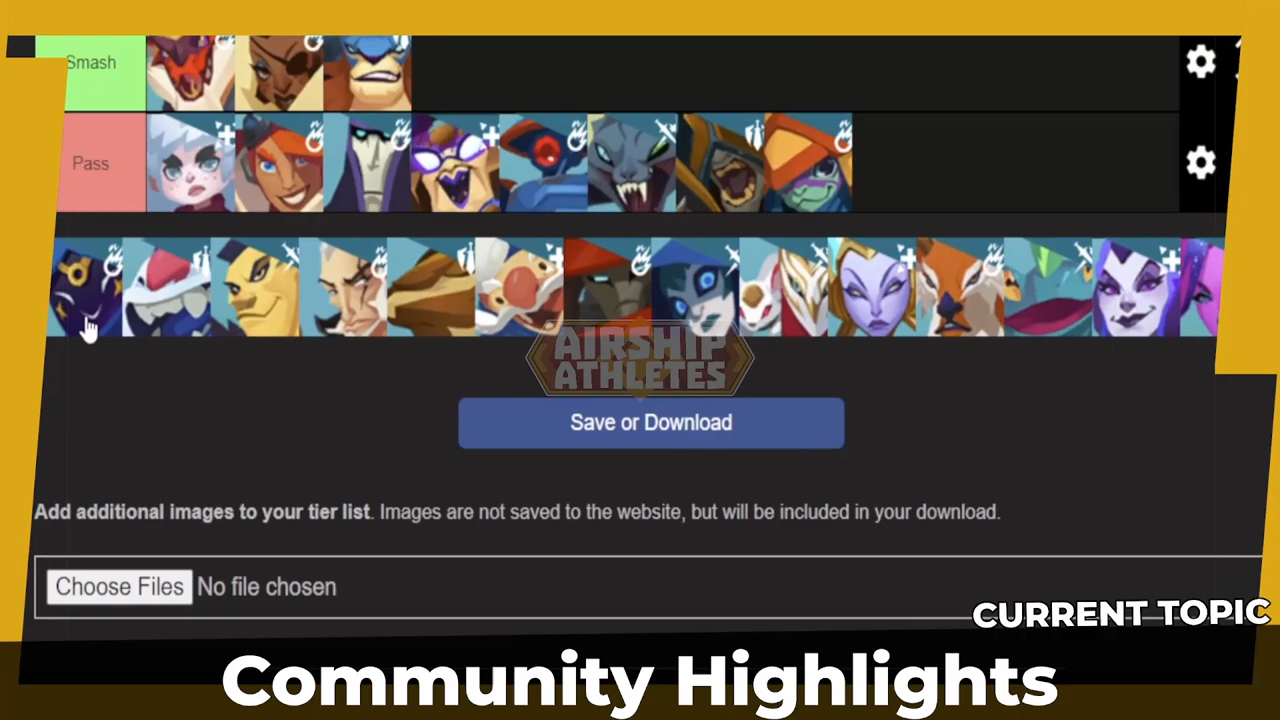 Smash
Pass
AIRSHIP
ATHLETES
Save or Download
Add additional images to your tier list. Images are not saved to the website, but will be included in your download.
Choose Files No file chosen
CURRENT TOPIC
Community Highlights